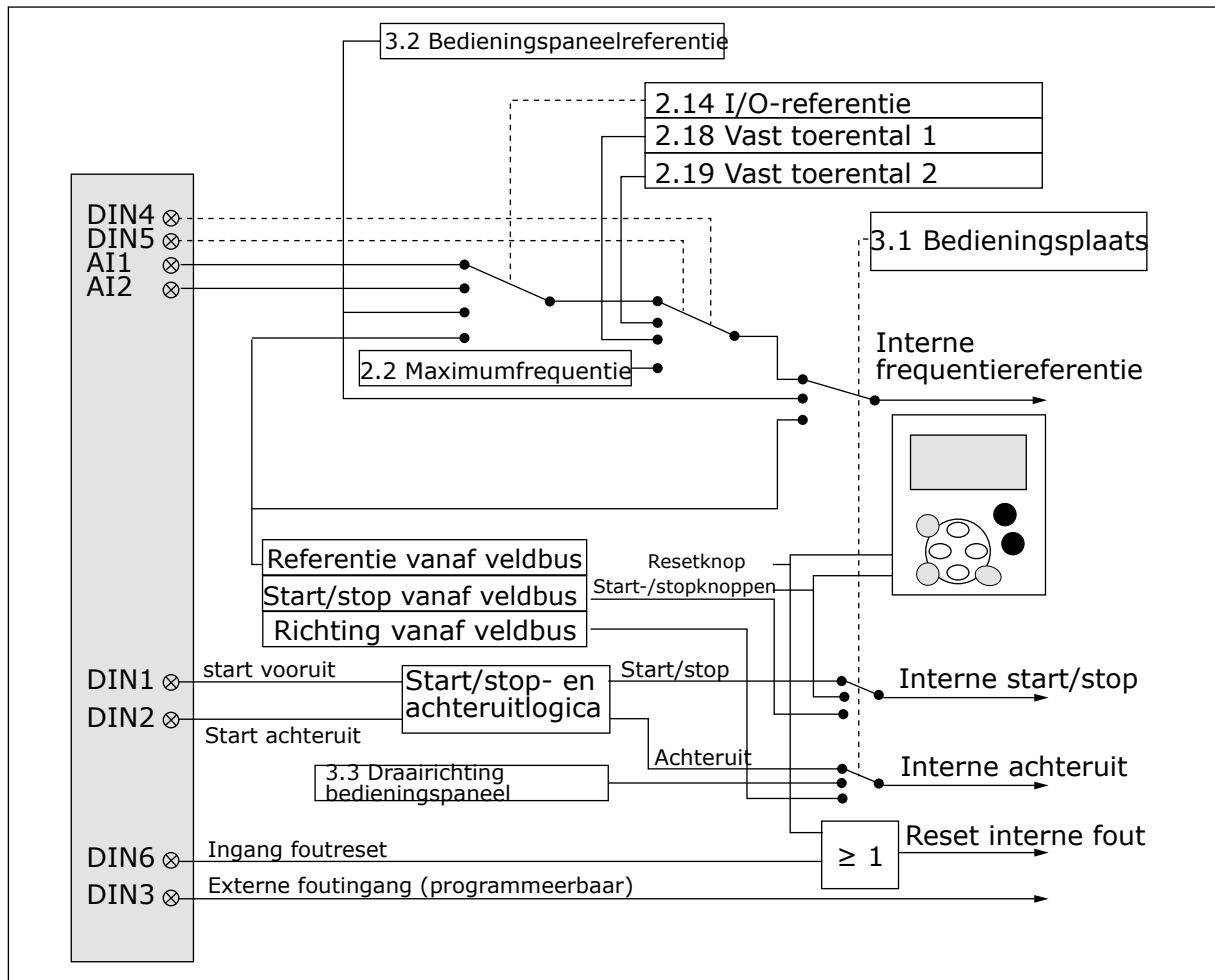 3.2 Bedieningspaneelreferentie
2.14 I/O-referentie
2.18 Vast toerental 1
2.19 Vast toerental 2
DIN4
DIN5
AI1
AI2
3.1 Bedieningsplaats
2.2 Maximumfrequentie
Interne
frequentiereferentie
Referentie vanaf veldbus
Start/stop vanaf veldbus
Richting vanaf veldbus
Resetknop
Start-/stopknoppen
DIN1
start vooruit
DIN2
Start achteruit
Start/stop- en
achteruitlogica
Start/stop
Achteruit
Interne start/stop
3.3 Draairichting
bedieningspaneel
Interne achteruit
DIN6
Ingang foutreset
≥ 1
Reset interne fout
DIN3
Externe foutingang (programmeerbaar)